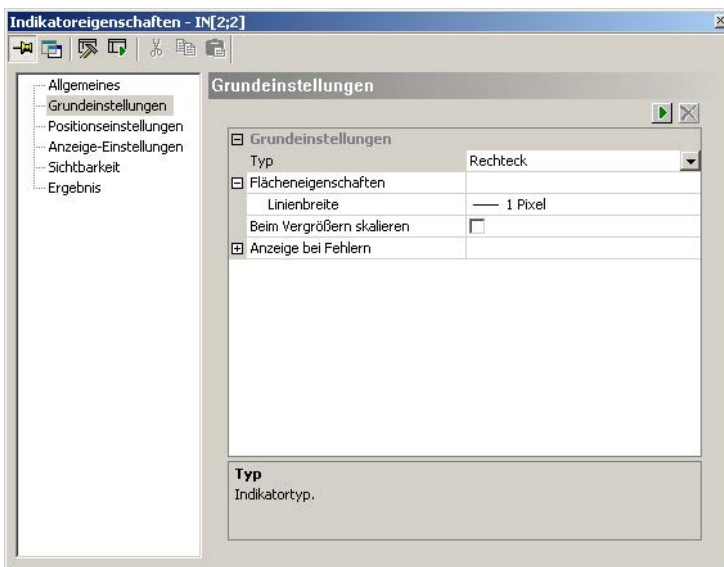 Indikatoreigenschaften - IN[2;2]
Allgemeines
Grundeinstellungen
Positionseinstellungen
Anzeige-Einstellungen
Sichtbarkeit
Ergebnis
Grundeinstellungen
Grundeinstellungen
Typ Rechteck
Flächeneigenschaften
Linienbreite 1 Pixel
Beim Vergrößern skalieren
Anzeige bei Fehlern
Typ
Indikatortyp.